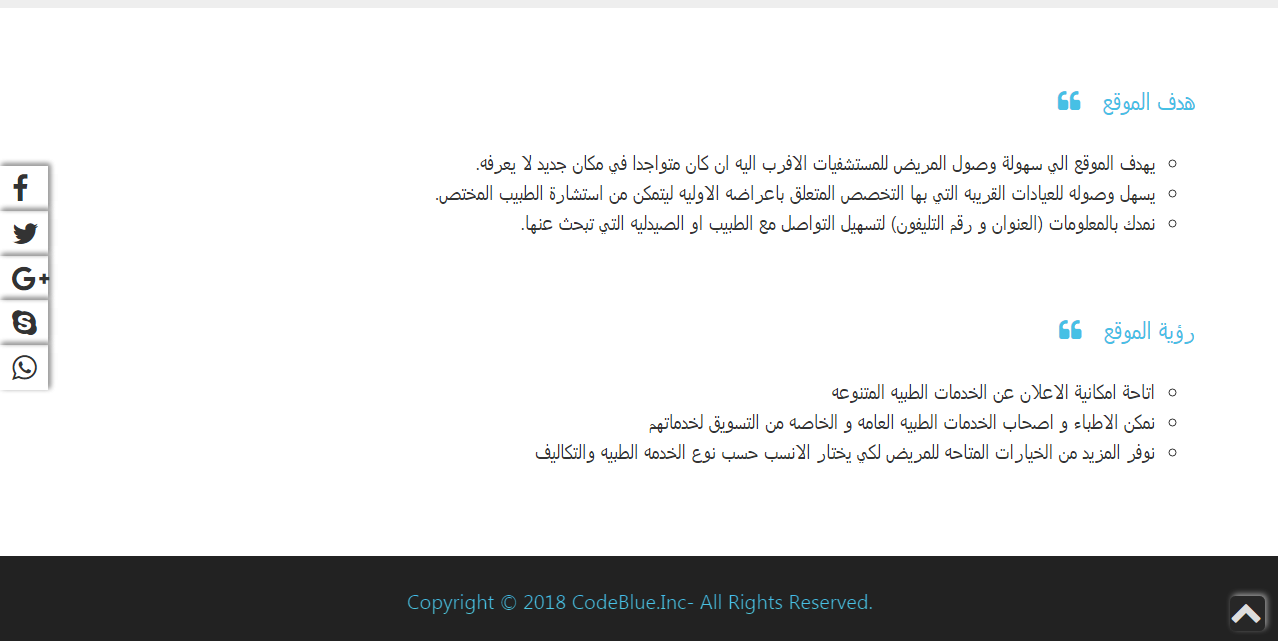 هدف الموقع
يهدف الموقع الي سهولة وصول المريض للمستشفيات الاقرب اليه ان كان متواجدا في مكان جديد لا يعرفه.
يسهل وصوله للعيادات القريبه التي بها التخصص المتعلق باعراضه الاوليه ليتمكن من استشارة الطبيب المختص.
نمدك بالمعلومات (العنوان و رقم التليفون) لتسهيل التواصل مع الطبيب او الصيدليه التي تبحث عنها.
رؤية الموقع
اتاحة امكانية الاعلان عن الخدمات الطبيه المتنوعه
نمكن الاطباء و اصحاب الخدمات الطبيه العامه و الخاصه من التسويق لخدماتهم
نوفر المزيد من الخيارات المتاحه للمريض لكي يختار الانسب حسب نوع الخدمه الطبيه والتكاليف
Copyright © 2018 CodeBlue.Inc- All Rights Reserved.